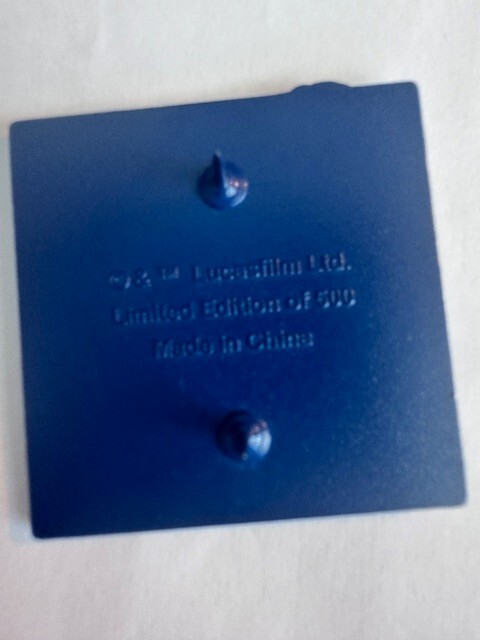 © & ™ Lucasfilm Ltd.
Limited Edition of 500
Made in China